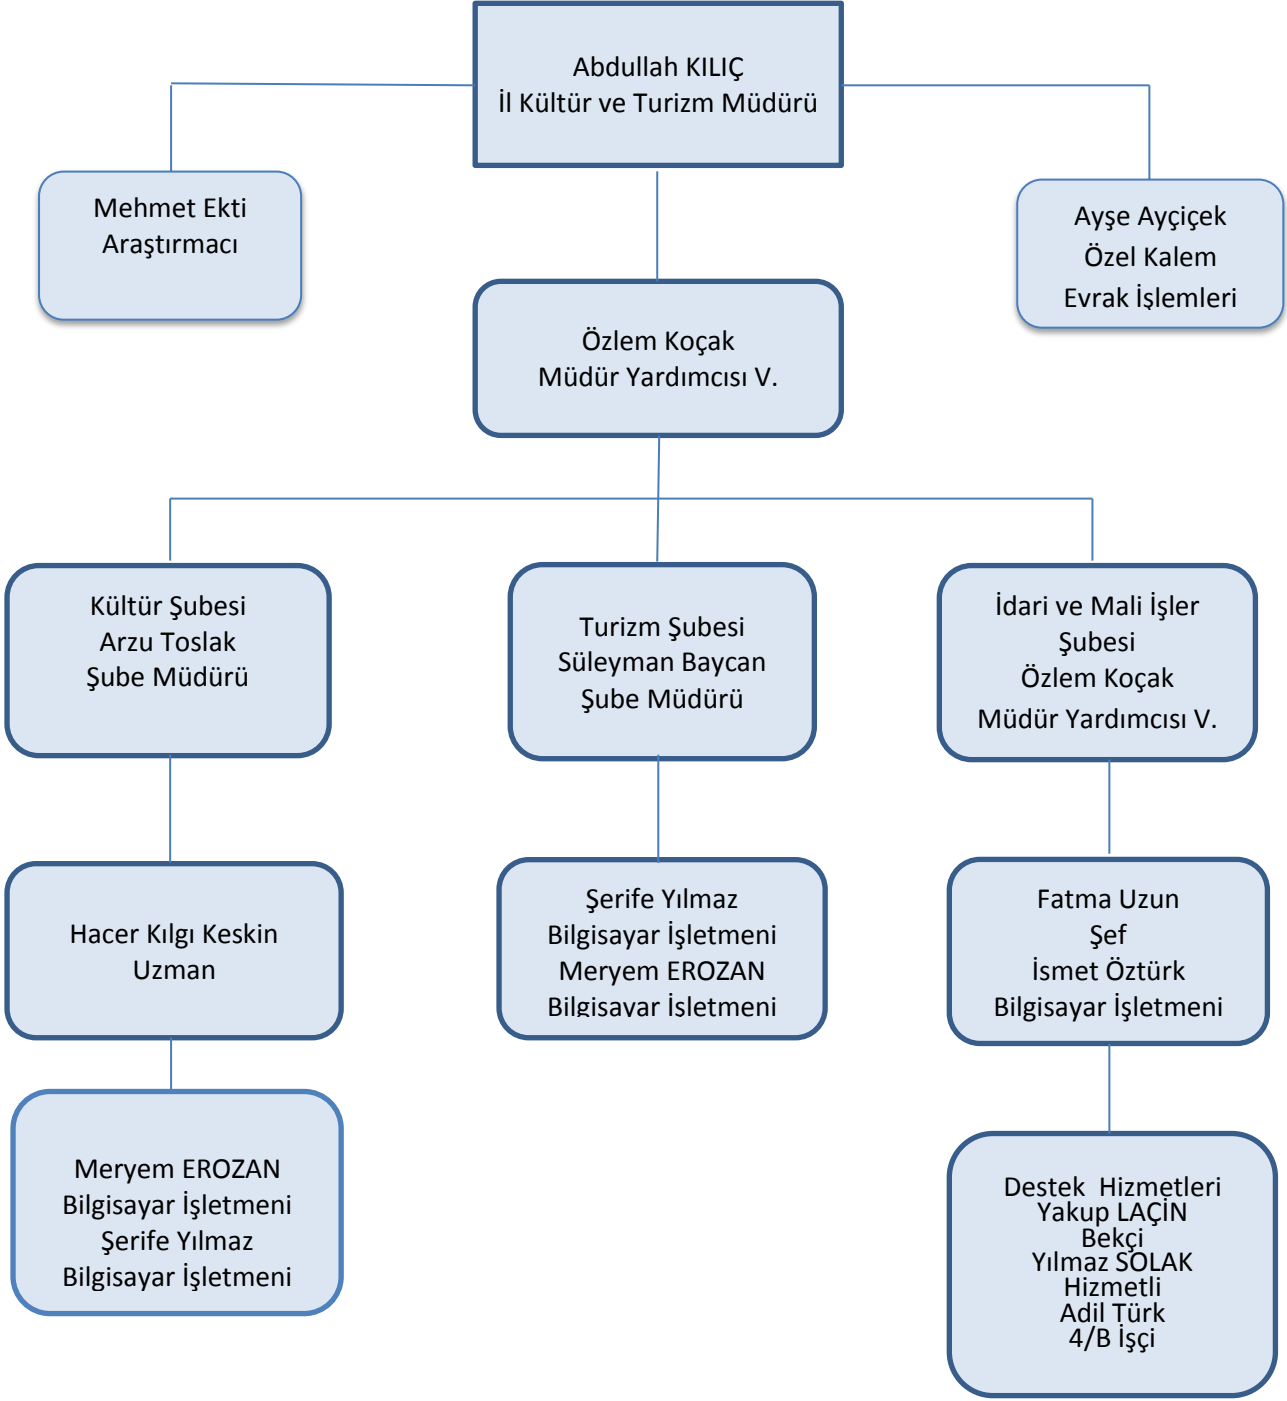 Abdullah KILIÇ
İl Kültür ve Turizm Müdürü
Mehmet Ekti
Araştırmacı
Ayşe Ayçiçek
Özel Kalem
Evrak İşlemleri
Özlem Koçak
Müdür Yardımcısı V.
Kültür Şubesi
Arzu Toslak
Şube Müdürü
Turizm Şubesi
Süleyman Baycan
Şube Müdürü
İdari ve Mali İşler
Şubesi
Özlem Koçak
Müdür Yardımcısı V.
Hacer Kılgı Keskin
Uzman
Şerife Yılmaz
Bilgisayar İşletmeni
Meryem EROZAN
Bilgisayar İşletmeni
Fatma Uzun
Şef
İsmet Öztürk
Bilgisayar İşletmeni
Meryem EROZAN
Bilgisayar İşletmeni
Şerife Yılmaz
Bilgisayar İşletmeni
Destek  Hizmetleri
Yakup LAÇİN
Bekçi
Yılmaz SOLAK
Hizmetli
Adil Türk
4/B İşçi